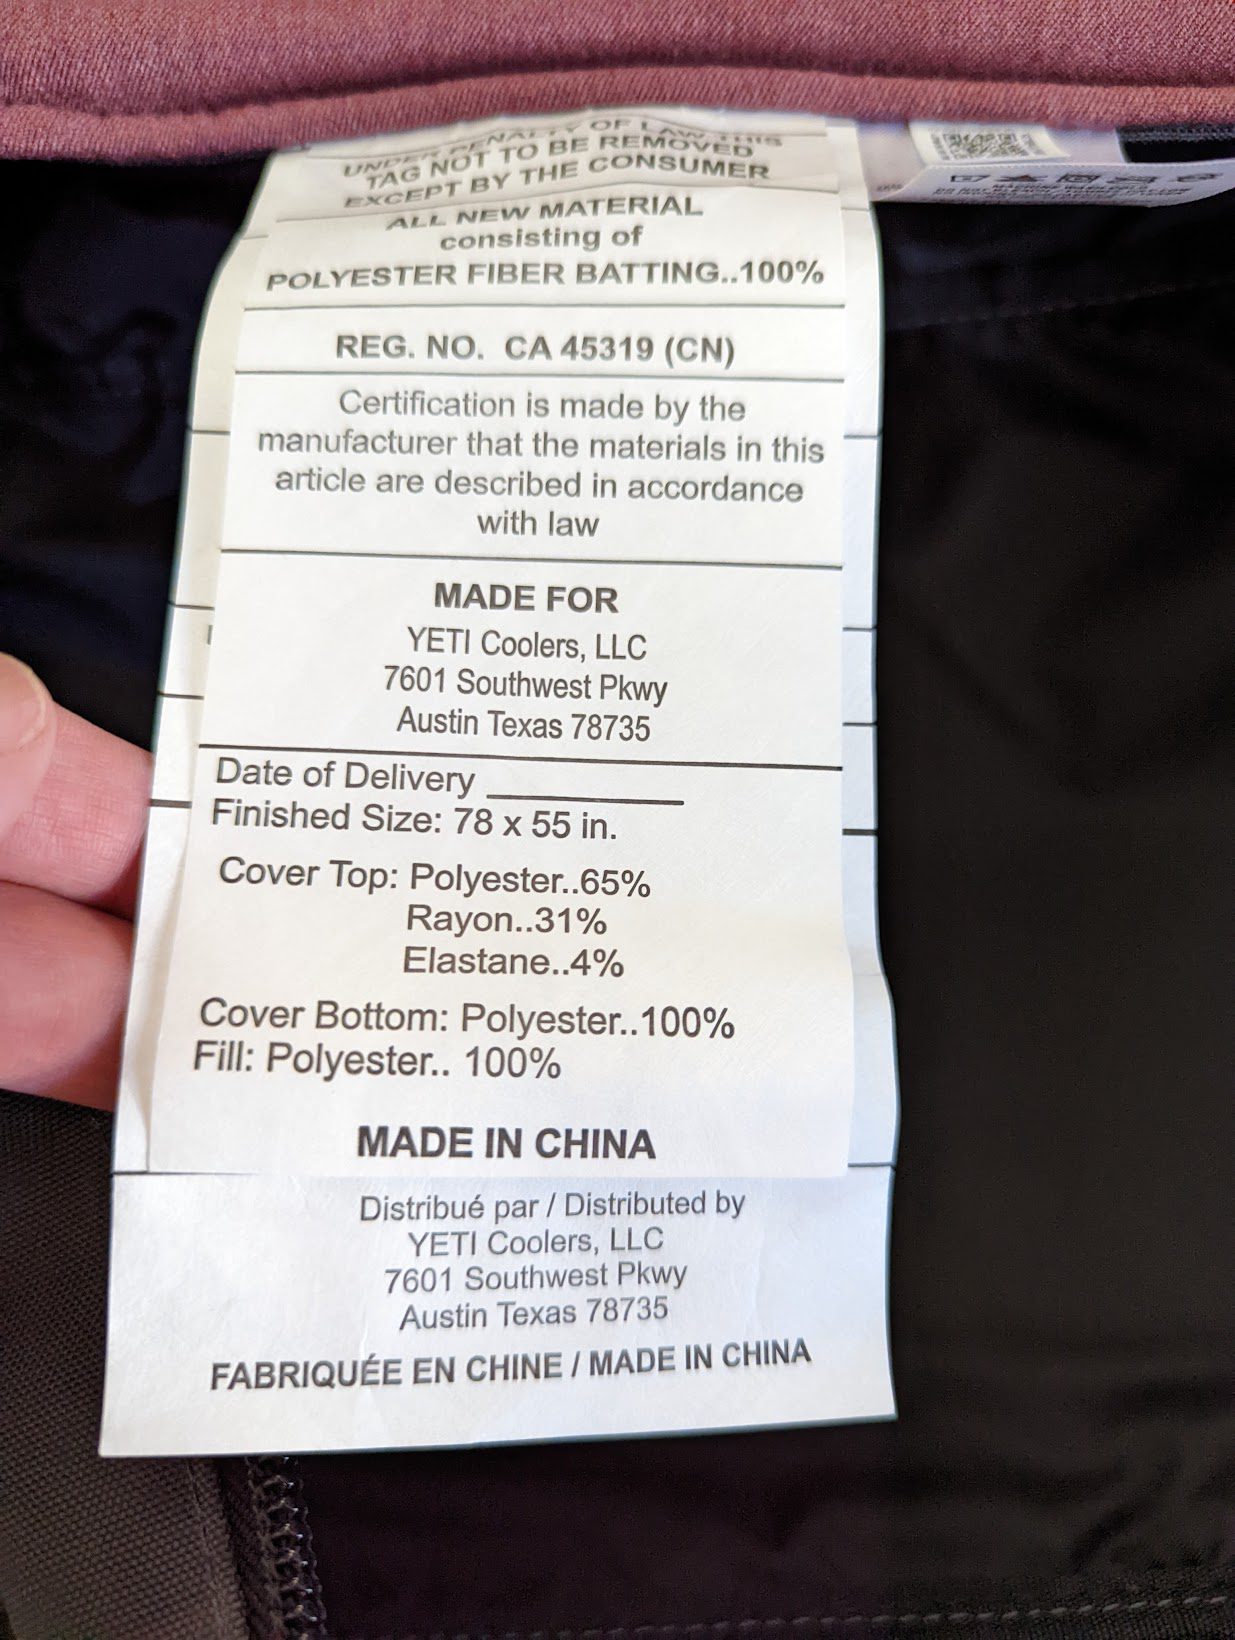 UNDER PENALTY OF LAW THIS
TAG NOT TO BE REMOVED
EXCEPT BY THE CONSUMER
ALL NEW MATERIAL
consisting of
POLYESTER FIBER BATTING..100%
REG. NO. CA 45319 (CN)
Certification is made by the
manufacturer that the materials in this
article are described in accordance
with law
MADE FOR
YETI Coolers, LLC
7601 Southwest Pkwy
Austin Texas 78735
Date of Delivery ___________
Finished Size: 78 x 55 in.
Cover Top: Polyester..65%
Rayon..31%
Elastane..4%
Cover Bottom: Polyester..100%
Fill: Polyester.. 100%
MADE IN CHINA
Distribué par / Distributed by
YETI Coolers, LLC
7601 Southwest Pkwy
Austin Texas 78735
FABRIQUÉE EN CHINE / MADE IN CHINA